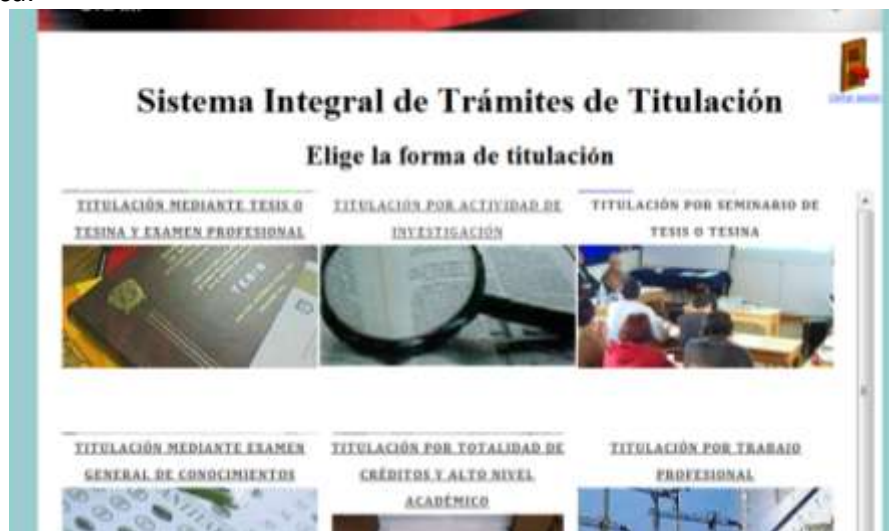 Sistema Integral de Trámites de Titulación
Elige la forma de titulación
TITULACIÓN MEDIANTE TESIS O
TESINA Y EXAMEN PROFESIONAL
TITULACIÓN POR ACTIVIDAD DE
INVESTIGACIÓN
TITULACIÓN POR SEMINARIO DE
TESIS O TESINA
TESIS
TITULACIÓN MEDIANTE EXAMEN
GENERAL DE CONOCIMIENTOS
TITULACIÓN POR TOTALIDAD DE
CRÉDITOS Y ALTO NIVEL
ACADÉMICO
TITULACIÓN POR TRABAJO
PROFESIONAL